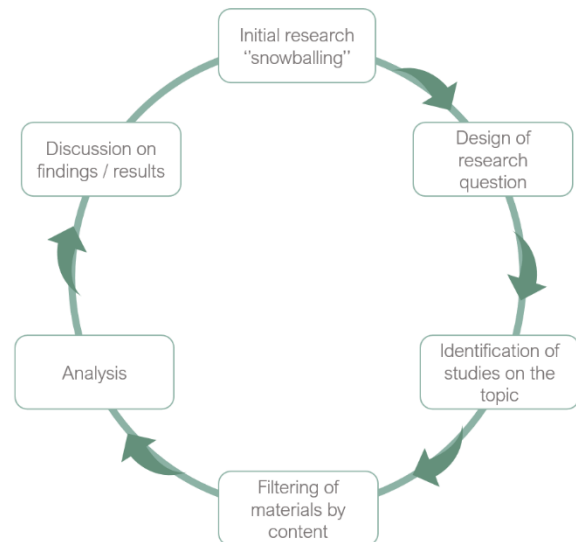 Initial research
‘’snowballing’’
Design of
research
question
Identification of
studies on the
topic
Filtering of
materials by
content
Analysis
Discussion on
findings / results